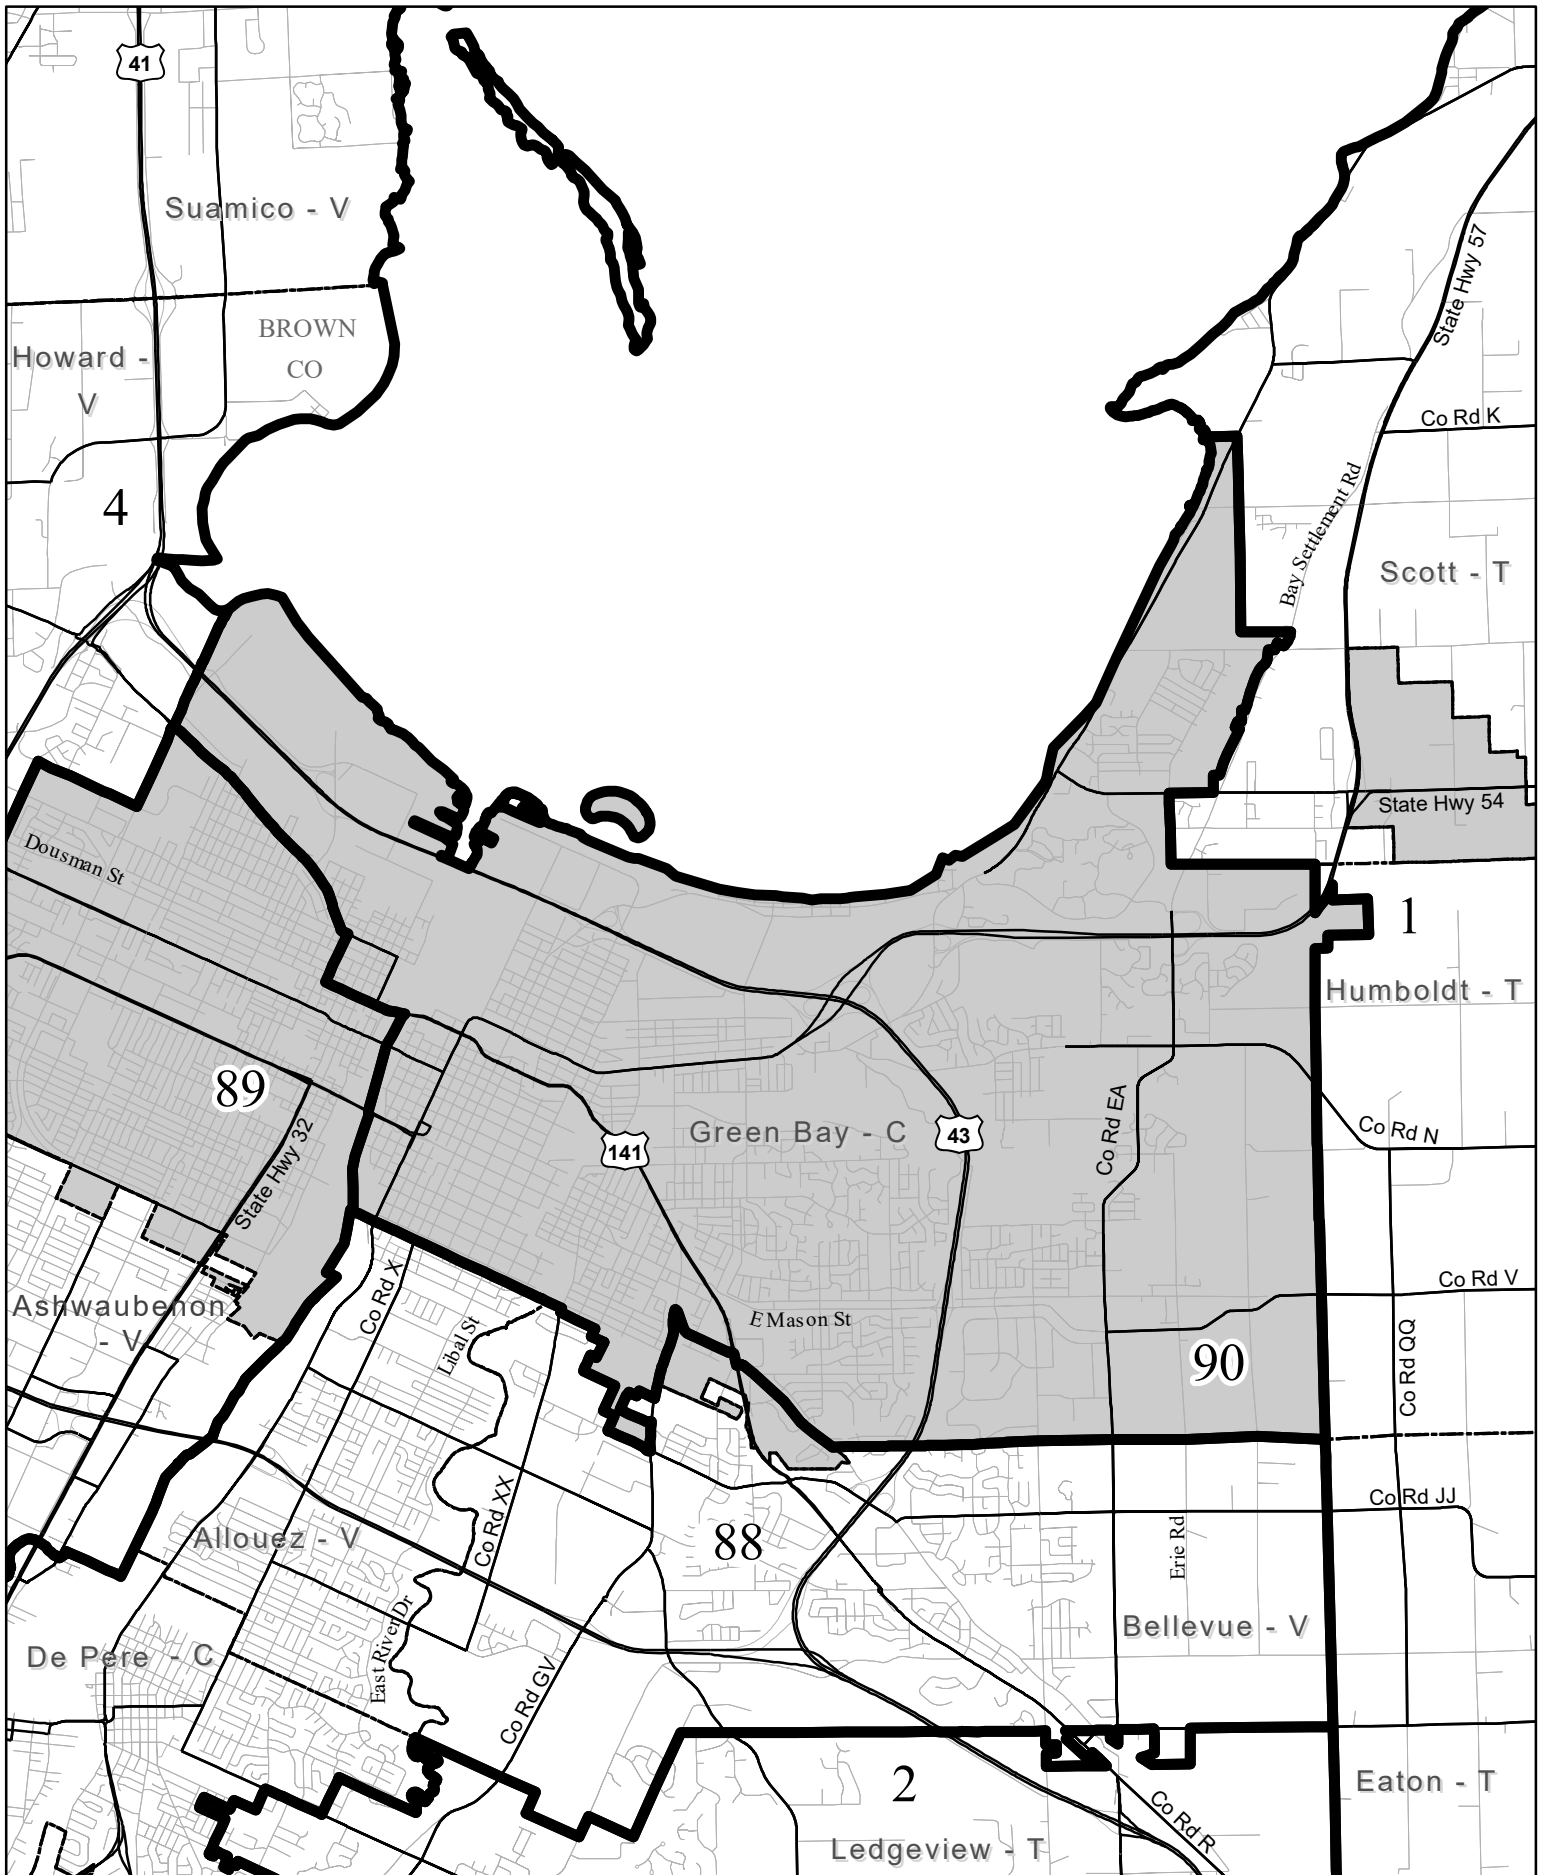 41
Suamico - V
State Hwy 57
BROWN
CO
Howard -
V
Co Rd K
4
Bay Settlement Rd
Scott - T
State Hwy 54
Dousman St
1
Humboldt - T
89
Co Rd EA
Green Bay - C
43
141
Co Rd N
State Hwy 32
Co Rd X
Co Rd V
Ashwaubenon
- V
Libal St
E Mason St
90
Co Rd QQ
Co Rd XX
Co Rd JJ
Allouez - V
88
Erie Rd
East River Dr
Bellevue - V
De Pere - C
Co Rd GV
2
Eaton - T
Co Rd R
Ledgeview - T